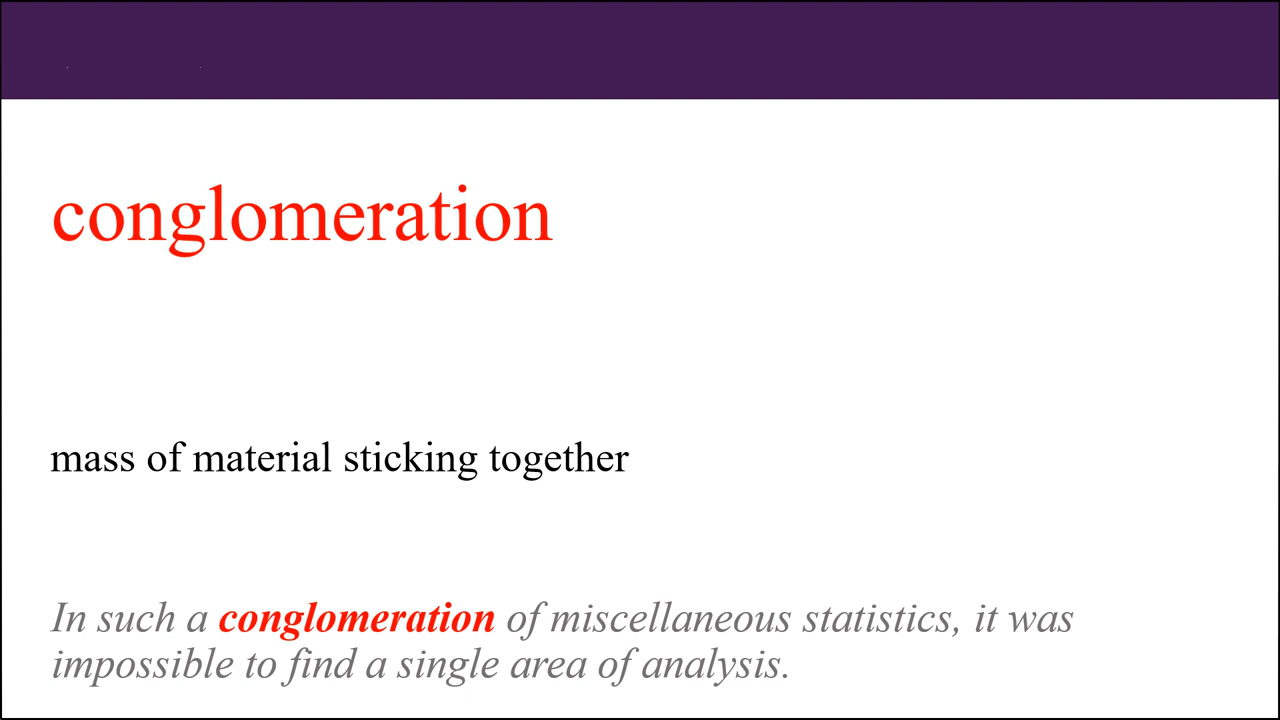 conglomeration
mass of material sticking together
In such a conglomeration of miscellaneous statistics, it was
impossible to find a single area of analysis.